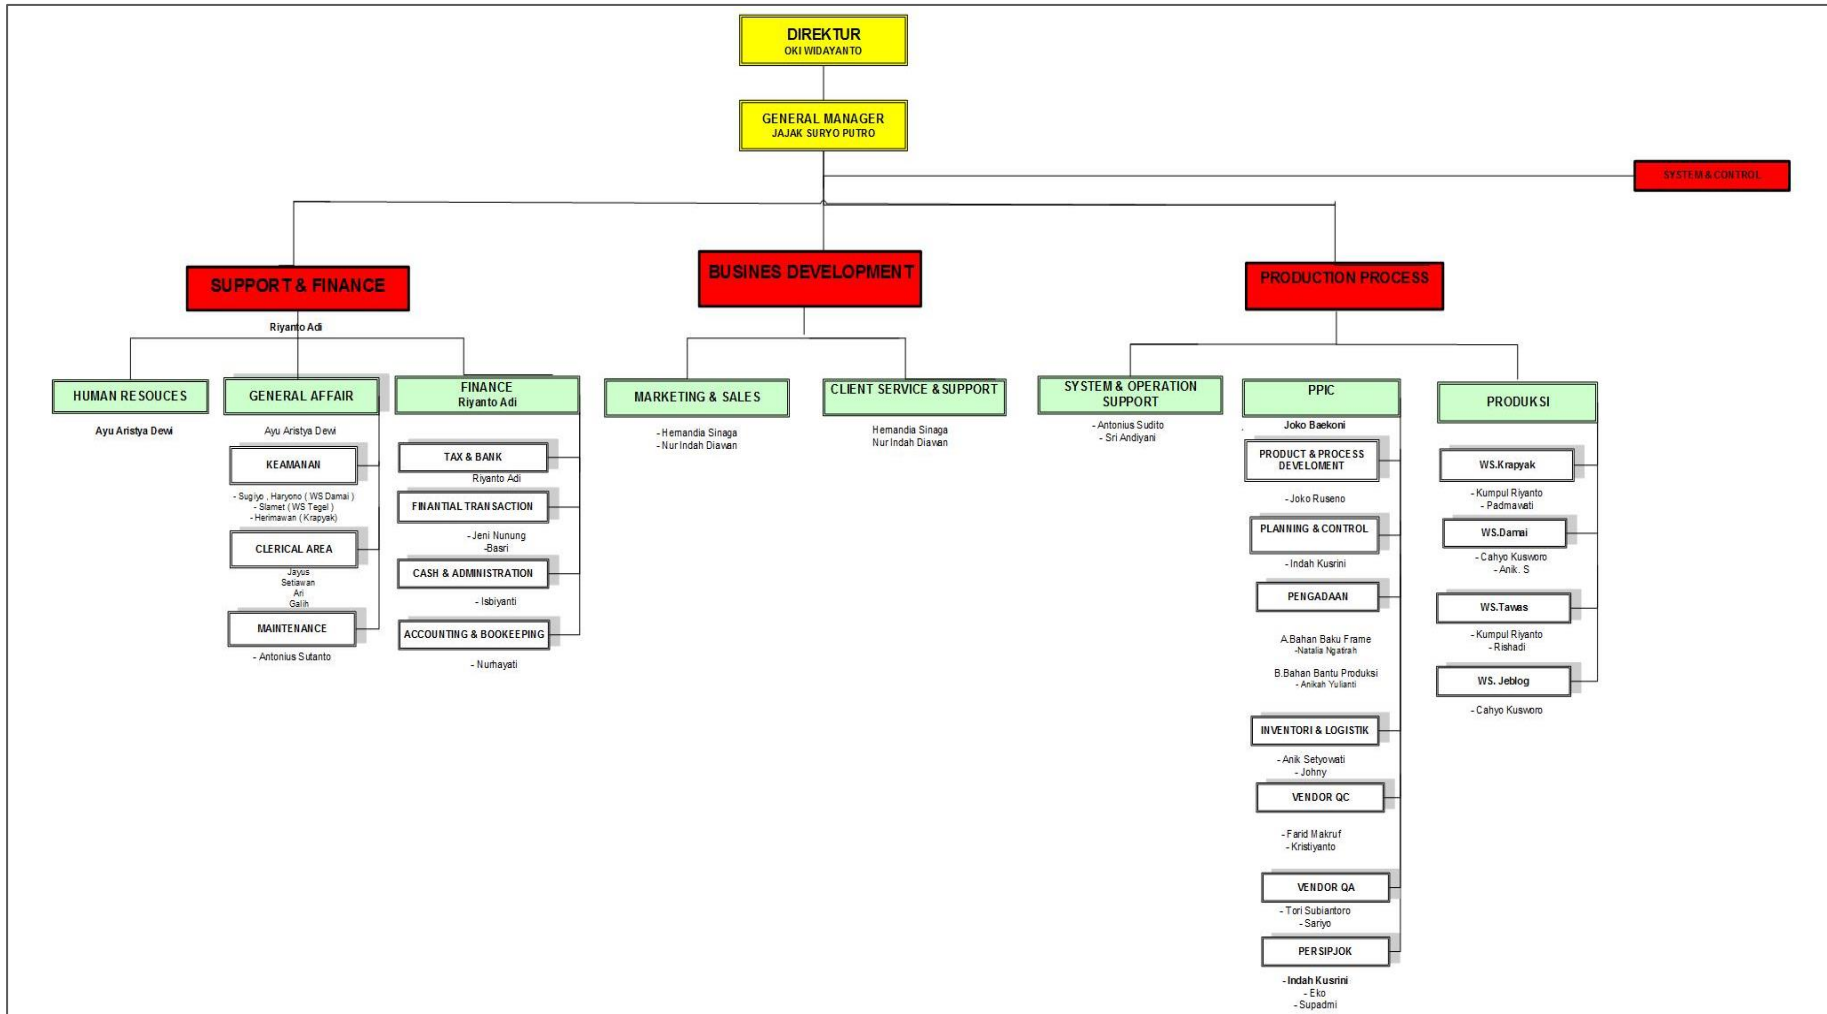 DIREKTUR
OKI WIDAYANTO
GENERAL MANAGER
JAJAK SURYO PUTRO
SYSTEM & CONTROL
SUPPORT & FINANCE
Riyanto Adi
HUMAN RESOUCES
Ayu Aristya Dewi
GENERAL AFFAIR
Ayu Aristya Dewi
KEAMANAN
- Sugiyo , Haryono ( WS Damai )
- Slamet ( WS Tegel )
- Herimawan ( Krapyak)
CLERICAL AREA
Jayus
Setiawan
Ari
Galih
MAINTENANCE
- Antonius Sutanto
FINANCE
Riyanto Adi
TAX & BANK
Riyanto Adi
FINANTIAL TRANSACTION
- Jeni Nunung
-Basri
CASH & ADMINISTRATION
- Isbiyanti
ACCOUNTING & BOOKEEPING
- Nurhayati
BUSINES DEVELOPMENT
MARKETING & SALES
- Hernandia Sinaga
- Nur Indah Diawan
CLIENT SERVICE & SUPPORT
Hernandia Sinaga
Nur Indah Diawan
PRODUCTION PROCESS
SYSTEM & OPERATION
SUPPORT
- Antonius Sudito
- Sri Andiyani
PPIC
Joko Baekoni
PRODUCT & PROCESS
DEVELOMENT
- Joko Ruseno
PLANNING & CONTROL
- Indah Kusrini
PENGADAAN
A.Bahan Baku Frame
-Natalia Ngatirah
B.Bahan Bantu Produksi
- Anikah Yulianti
INVENTORI & LOGISTIK
- Anik Setyowati
- Johny
VENDOR QC
- Farid Makruf
- Kristiyanto
VENDOR QA
- Tori Subiantoro
- Sariyo
PERSIPJOK
- Indah Kusrini
- Eko
- Supadmi
PRODUKSI
WS.Krapyak
- Kumpul Riyanto
- Padmawati
WS.Damai
- Cahyo Kusworo
- Anik. S
WS.Tawas
- Kumpul Riyanto
- Rishadi
WS. Jeblog
- Cahyo Kusworo